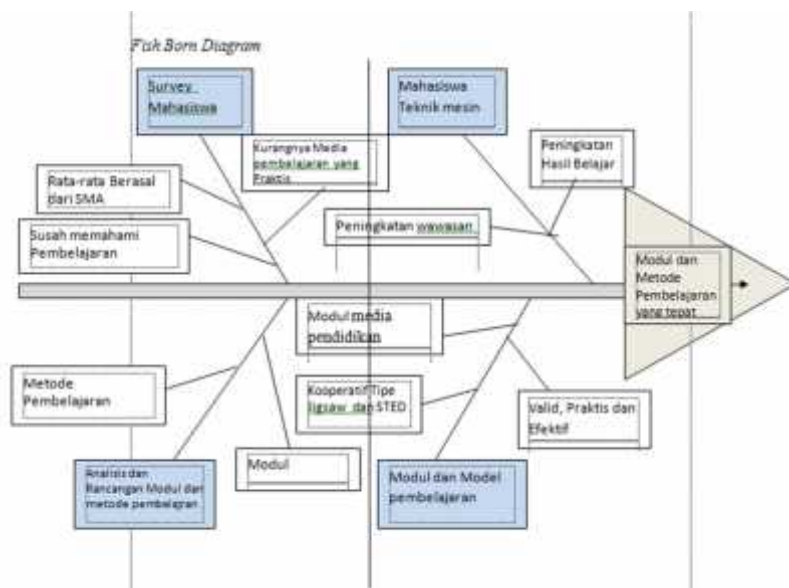 Fish Born Diagram
Survey
Mahasiswa
Mahasiswa
Teknik mesin
Kurangnya Media
pembelajaran yang
Praktis
Peningkatan
Hasil Belajar
Rata-rata Berasal
dari SMA
Susah memahami
Pembelajaran
Peningkatan wawasan
Modul dan
Metode
Pembelajaran
yang tepat
Modul media
pendidikan
Metode
Pembelajaran
Kooperatif Tipe
Jigsaw dan STED
Valid, Praktis dan
Efektif
Modul
Analisis dan
Rancangan Modul dan
metode pembelajran
Modul dan Model
pembelajaran